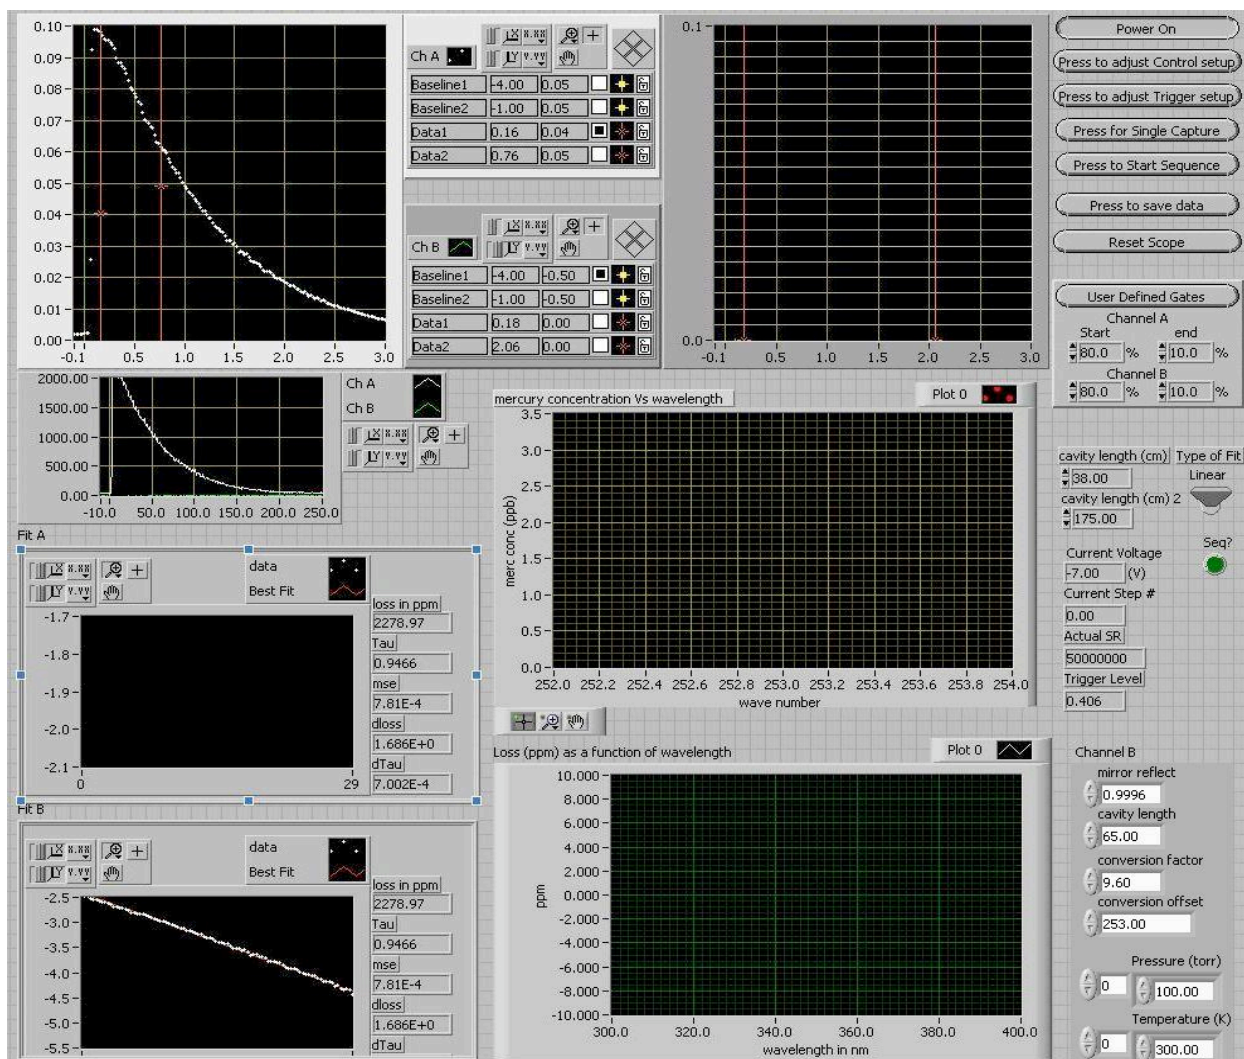 0.10
0.09
0.08
0.07
0.06
0.05
0.04
0.03
0.02
0.01
0.00
-0.1 0.5 1.0 1.5 2.0 2.5 3.0
Ch A
Baseline1 -4.00 0.05
Baseline2 -1.00 0.05
Data1 0.16 0.04
Data2 0.76 0.05
Ch B
Baseline1 -4.00 -0.50
Baseline2 -1.00 -0.50
Data1 0.18 0.00
Data2 2.06 0.00
0.1
0.0
-0.1 0.5 1.0 1.5 2.0 2.5 3.0
Power On
Press to adjust Control setup
Press to adjust Trigger setup
Press for Single Capture
Press to Start Sequence
Press to save data
Reset Scope
User Defined Gates
Channel A
Start end
80.0 % 10.0 %
Channel B
80.0 % 10.0 %
2000.00
1000.00
500.00
0.00
-10.0 50.0 100.0 150.0 200.0 250.0
Ch A
Ch B
mercury concentration Vs wavelength
Plot 0
3.5
3.0
2.5
2.0
1.5
1.0
0.5
0.0
merc conc (ppb)
252.0 252.2 252.4 252.6 252.8 253.0 253.2 253.4 253.6 253.8 254.0
wave number
cavity length (cm) Type of Fit
38.00 Linear
cavity length (cm) 2
175.00
Seq?
Current Voltage
-7.00 (V)
Current Step #
0.00
Actual SR
50000000
Trigger Level
0.406
Fit A
data
Best Fit
-1.7
-1.8
-1.9
-2.0
-2.1
0 29
loss in ppm
2278.97
Tau
0.9466
mse
7.81E-4
dloss
1.686E+0
dTau
7.002E-4
Fit B
data
Best Fit
-2.5
-3.0
-3.5
-4.0
-4.5
-5.0
-5.5
loss in ppm
2278.97
Tau
0.9466
mse
7.81E-4
dloss
1.686E+0
dTau
Loss (ppm) as a function of wavelength
Plot 0
10.000
8.000
6.000
4.000
2.000
0.000
-2.000
-4.000
-6.000
-8.000
-10.000
ppm
300.0 320.0 340.0 360.0 380.0 400.0
wavelength in nm
Channel B
mirror reflect
0.9996
cavity length
65.00
conversion factor
9.60
conversion offset
253.00
Pressure (torr)
0 100.00
Temperature (K)
0 300.00